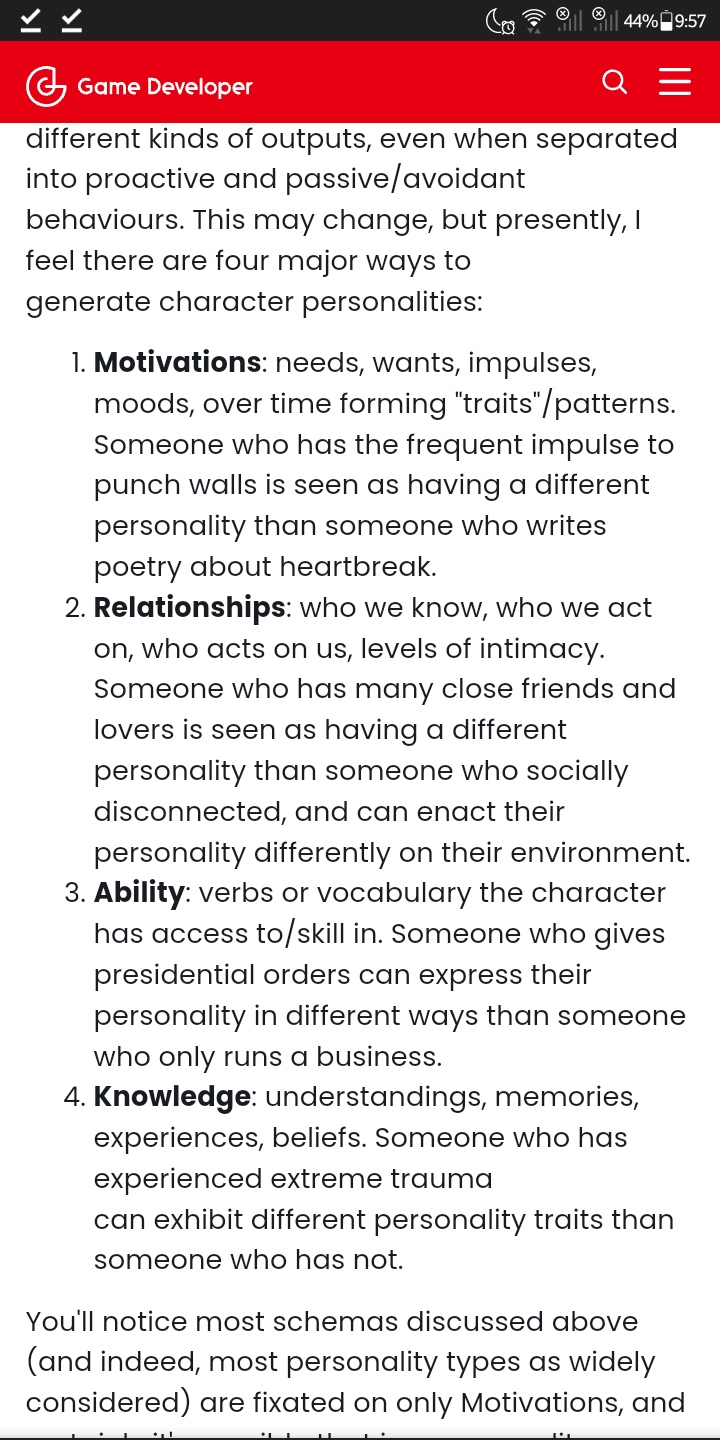 44% 9:57
Game Developer
different kinds of outputs, even when separated
into proactive and passive/avoidant
behaviours. This may change, but presently, I
feel there are four major ways to
generate character personalities:
1. Motivations: needs, wants, impulses,
moods, over time forming "traits"/patterns.
Someone who has the frequent impulse to
punch walls is seen as having a different
personality than someone who writes
poetry about heartbreak.
2. Relationships: who we know, who we act
on, who acts on us, levels of intimacy.
Someone who has many close friends and
lovers is seen as having a different
personality than someone who socially
disconnected, and can enact their
personality differently on their environment.
3. Ability: verbs or vocabulary the character
has access to/skill in. Someone who gives
presidential orders can express their
personality in different ways than someone
who only runs a business.
4. Knowledge: understandings, memories,
experiences, beliefs. Someone who has
experienced extreme trauma
can exhibit different personality traits than
someone who has not.
You'll notice most schemas discussed above
(and indeed, most personality types as widely
considered) are fixated on only Motivations, and